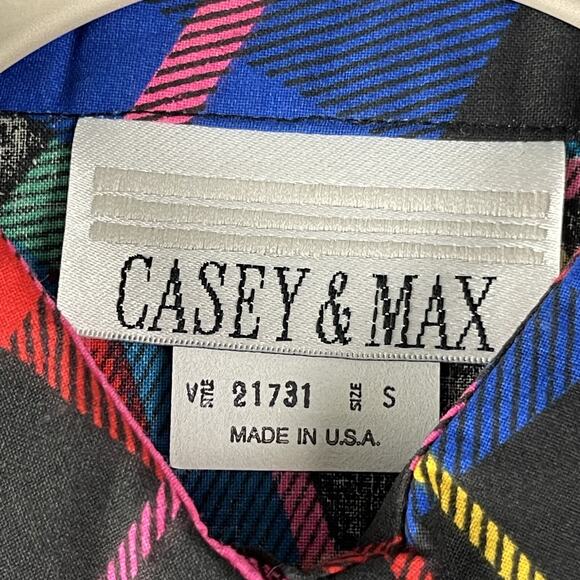 CASEY & MAX
V STYLE 21731 SIZE S
MADE IN U.S.A.